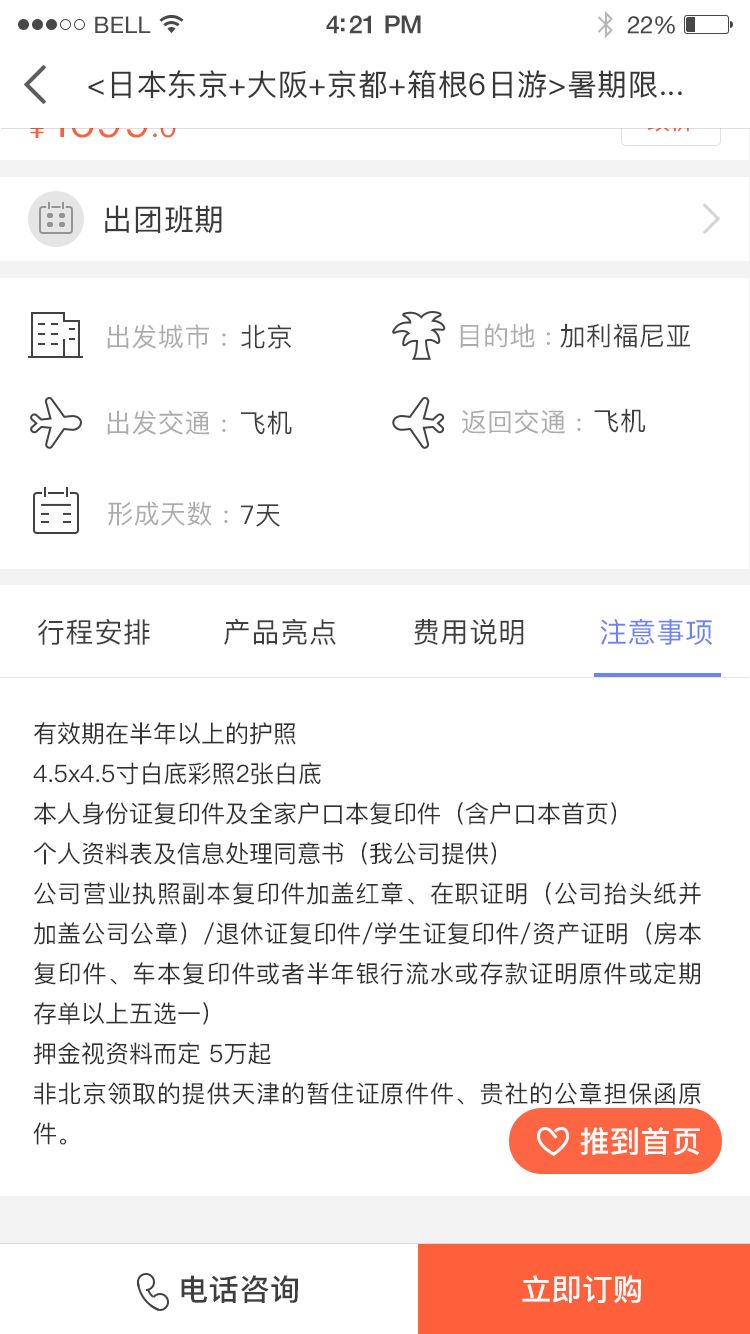 BELL 4:21 PM 22%
<日本东京+大阪+京都+箱根6日游>暑期限...
出团班期
出发城市： 北京 目的地：加利福尼亚
出发交通： 飞机 返回交通： 飞机
形成天数：7天
行程安排 产品亮点 费用说明 注意事项
有效期在半年以上的护照
4.5x4.5寸白底彩照2张白底
本人身份证复印件及全家户口本复印件（含户口本首页）
个人资料表及信息处理同意书（我公司提供）
公司营业执照副本复印件加盖红章、在职证明（公司抬头纸并
加盖公司公章）/退休证复印件/学生证复印件/资产证明（房本
复印件、车本复印件或者半年银行流水或存款证明原件或定期
存单以上五选一）
押金视资料而定 5万起
非北京领取的提供天津的暂住证原件件、贵社的公章担保函原
件。
推到首页
电话咨询 立即订购